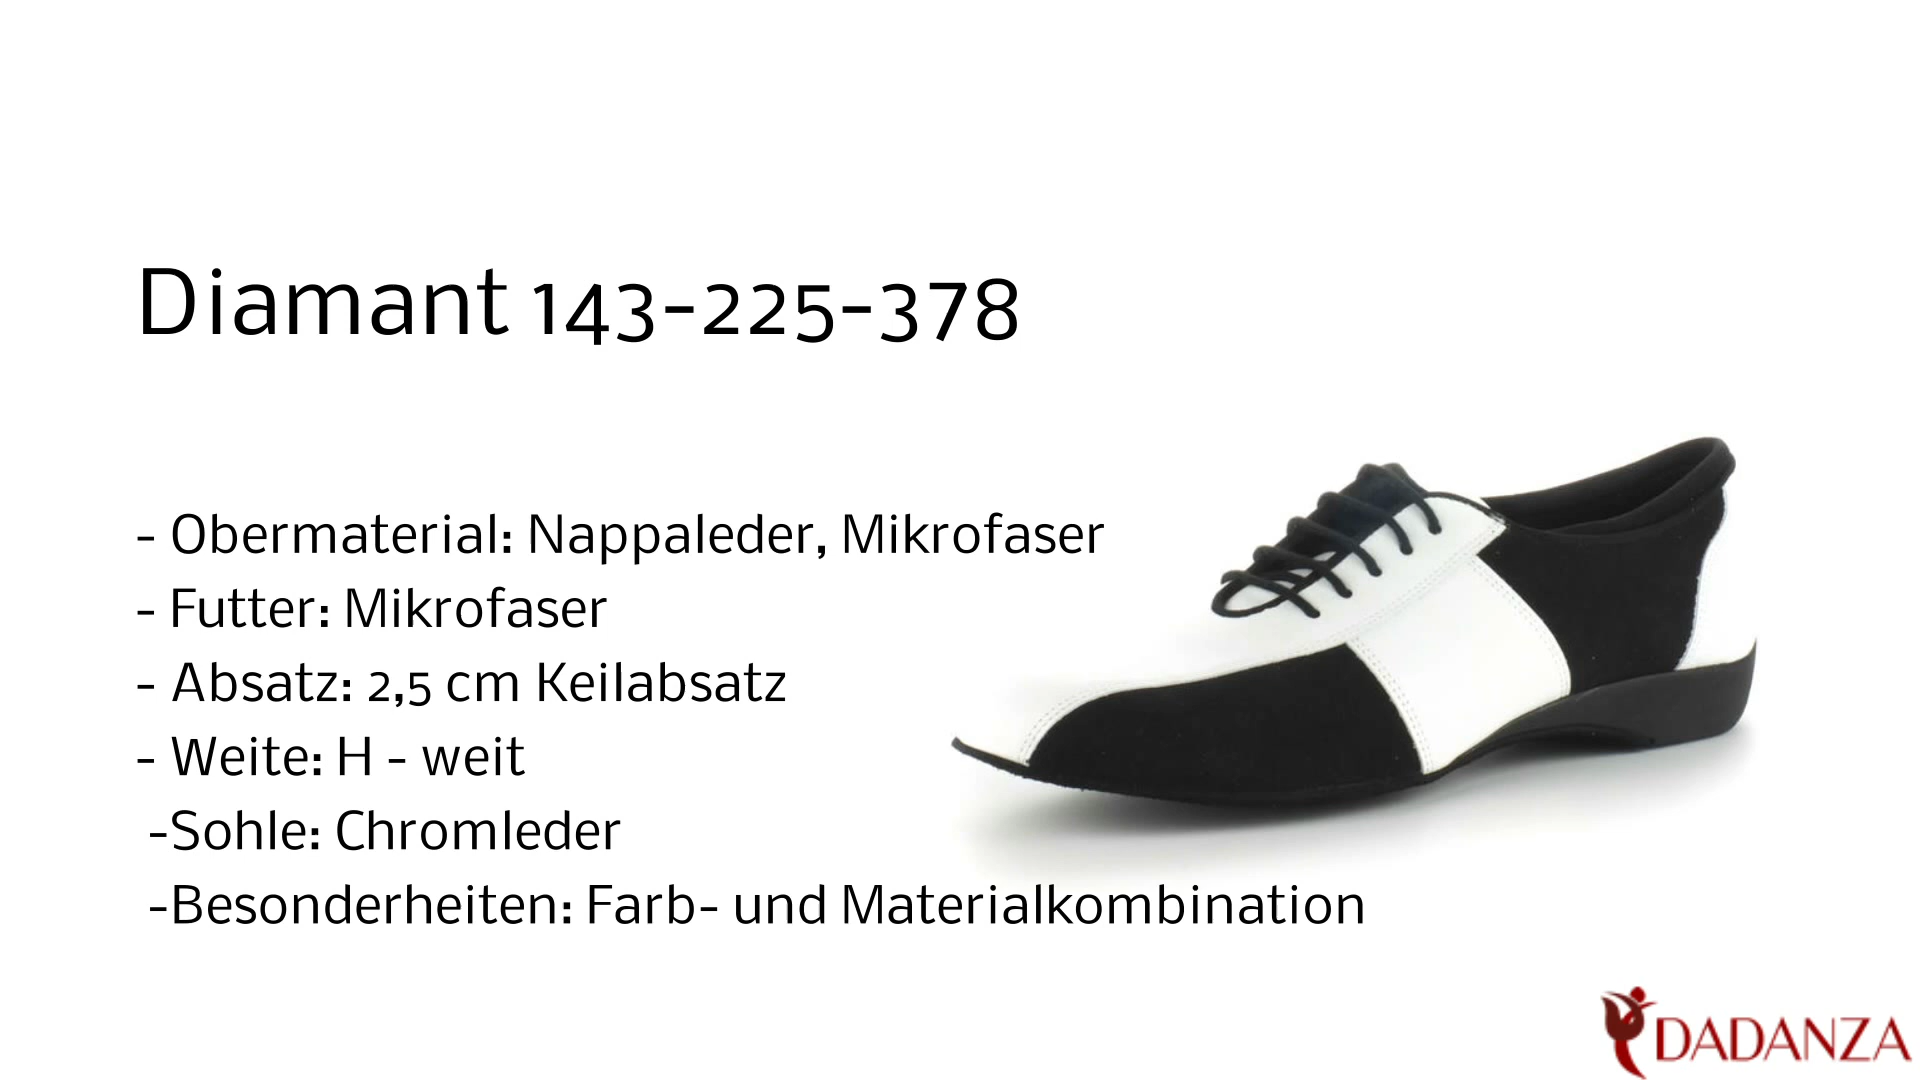 Diamant 143-225-378
- Obermaterial: Nappaleder, Mikrofaser
- Futter: Mikrofaser
- Absatz: 2,5 cm Keilabsatz
- Weite: H - weit
-Sohle: Chromleder
-Besonderheiten: Farb- und Materialkombination
DADANZA